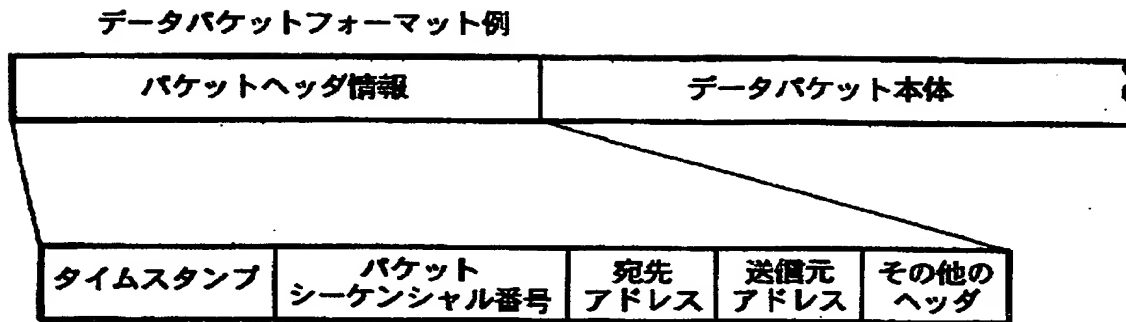 データパケットフォーマット例
パケットヘッダ情報
データパケット本体
タイムスタンプ
パケット
シーケンシャル番号
宛先
アドレス
送信元
アドレス
その他の
ヘッダ